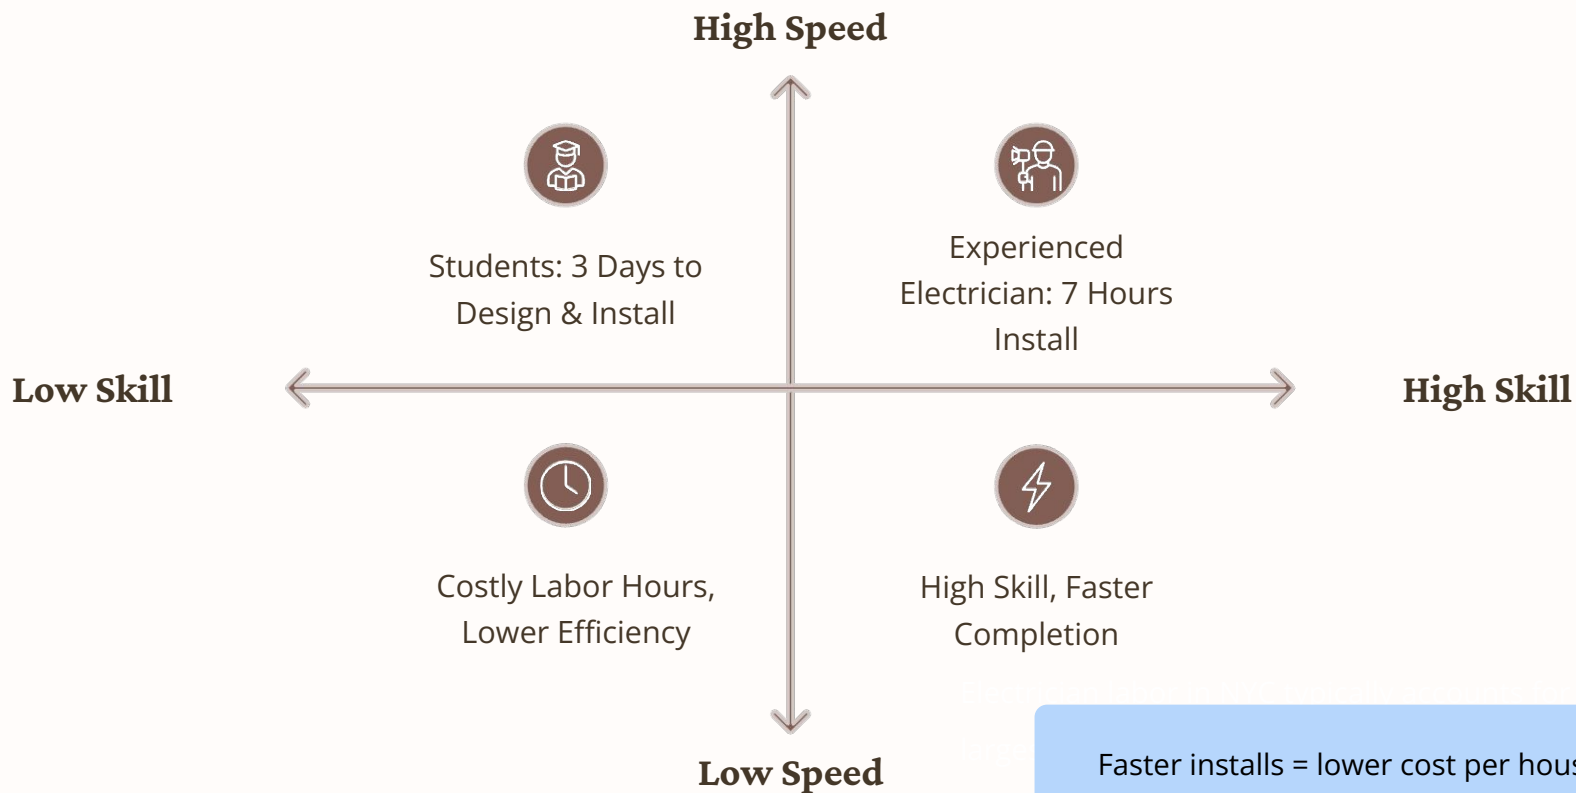 High Speed
Students: 3 Days to
Design & Install
Experienced
Electrician: 7 Hours
Install
Low Skill
High Skill
Costly Labor Hours,
Lower Efficiency
High Skill, Faster
Completion
Low Speed
Faster installs = lower cost per